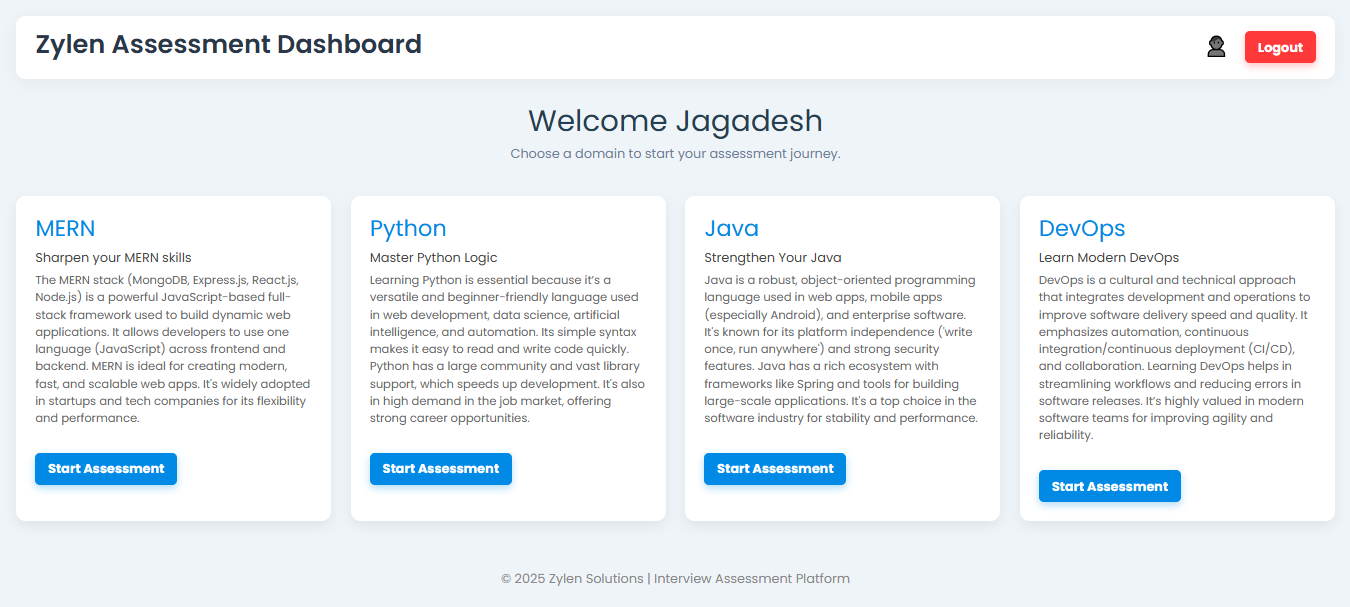 Zylen Assessment Dashboard
Logout
Welcome Jagadesh
Choose a domain to start your assessment journey.
MERN
Sharpen your MERN skills
The MERN stack (MongoDB, Express.js, React.js,
Node.js) is a powerful JavaScript-based full-
stack framework used to build dynamic web
applications. It allows developers to use one
language (JavaScript) across frontend and
backend. MERN is ideal for creating modern,
fast, and scalable web apps. It's widely adopted
in startups and tech companies for its flexibility
and performance.
Start Assessment
Python
Master Python Logic
Learning Python is essential because it’s a
versatile and beginner-friendly language used
in web development, data science, artificial
intelligence, and automation. Its simple syntax
makes it easy to read and write code quickly.
Python has a large community and vast library
support, which speeds up development. It's also
in high demand in the job market, offering
strong career opportunities.
Start Assessment
Java
Strengthen Your Java
Java is a robust, object-oriented programming
language used in web apps, mobile apps
(especially Android), and enterprise software.
It's known for its platform independence ('write
once, run anywhere') and strong security
features. Java has a rich ecosystem with
frameworks like Spring and tools for building
large-scale applications. It's a top choice in the
software industry for stability and performance.
Start Assessment
DevOps
Learn Modern DevOps
DevOps is a cultural and technical approach
that integrates development and operations to
improve software delivery speed and quality. It
emphasizes automation, continuous
integration/continuous deployment (CI/CD),
and collaboration. Learning DevOps helps in
streamlining workflows and reducing errors in
software releases. It’s highly valued in modern
software teams for improving agility and
reliability.
Start Assessment
© 2025 Zylen Solutions | Interview Assessment Platform